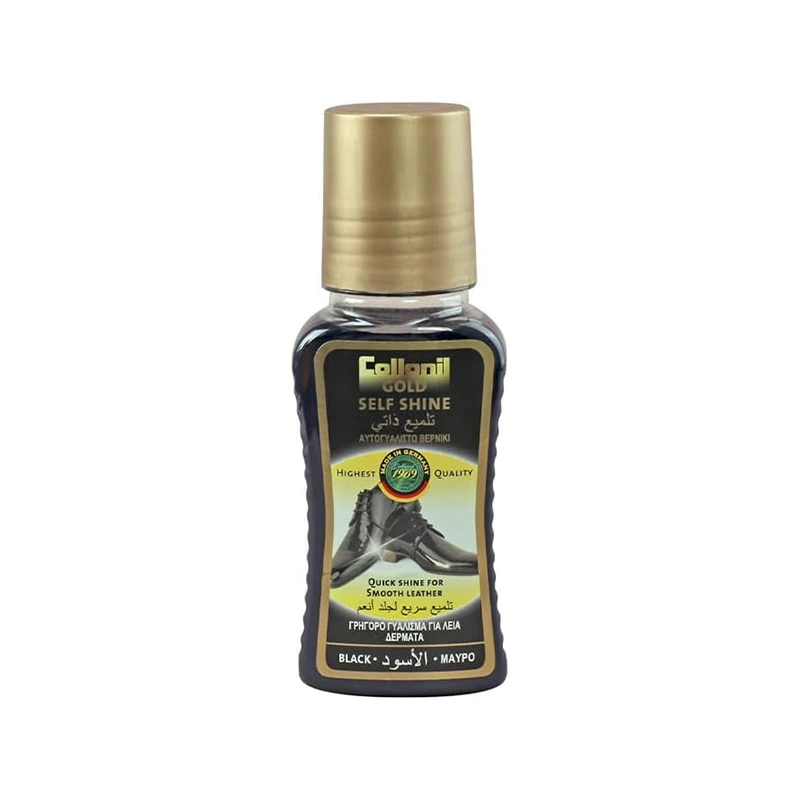 Collonil
GOLD
SELF SHINE
تلميع ذاتي
ΑΥΤΟΓΥΑΛΙΣΤΟ ΒΕΡΝΙΚΙ
MADE IN GERMANY
HIGHEST QUALITY
Collonil
1909
QUICK SHINE FOR
SMOOTH LEATHER
تلميع سريع لجلد أنعم
ΓΡΗΓΟΡΟ ΓΥΑΛΙΣΜΑ ΓΙΑ ΛΕΙΑ
ΔΕΡΜΑΤΑ
BLACK • الأسود • ΜΑΥΡΟ